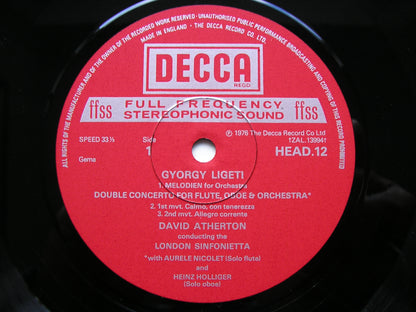 ALL RIGHTS OF THE MANUFACTURER AND OF THE OWNER OF THE RECORDED WORK RESERVED · UNAUTHORISED PUBLIC PERFORMANCE BROADCASTING AND COPYING OF THIS RECORD PROHIBITED
MADE IN ENGLAND · THE DECCA RECORD CO. LTD.
DECCA
REGD
ffss FULL FREQUENCY ffss
STEREOPHONIC SOUND
SPEED 33⅓ Side ℗ 1976 The Decca Record Co Ltd
†ZAL.13994†
Gema 1 HEAD.12
GYORGY LIGETI
1. MELODIEN for Orchestra
DOUBLE CONCERTO FOR FLUTE, OBOE & ORCHESTRA*
2. 1st mvt. Calmo, con tenerezza
3. 2nd mvt. Allegro corrente
DAVID ATHERTON
conducting the
LONDON SINFONIETTA
*with AURELE NICOLET (Solo flute)
and
HEINZ HOLLIGER
(Solo oboe)